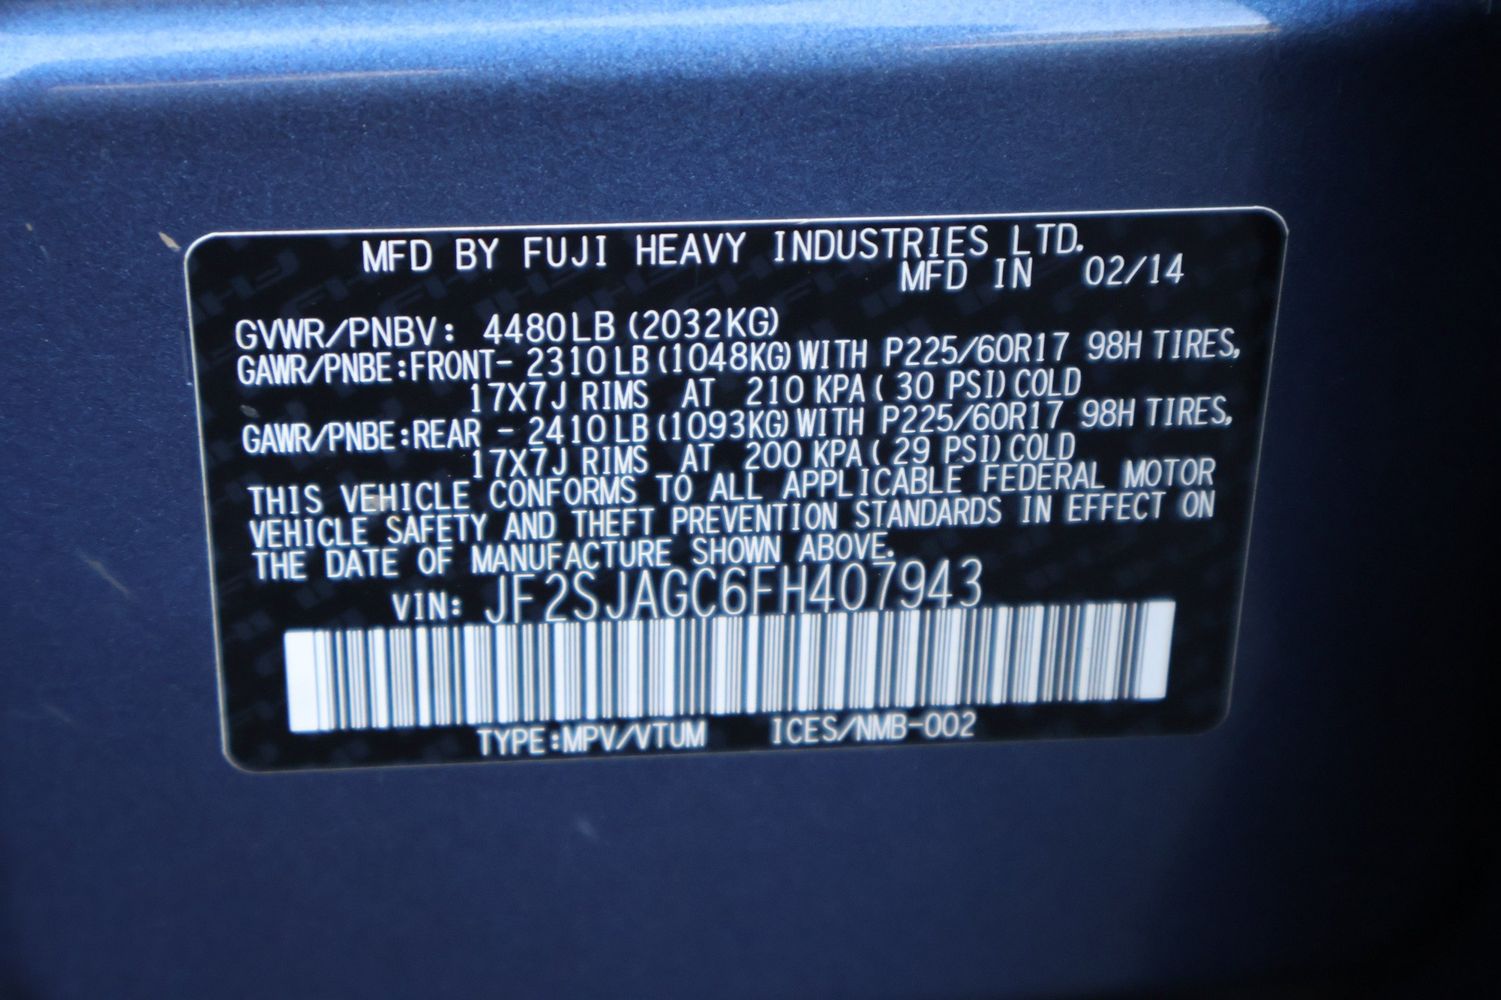 MFD BY FUJI HEAVY INDUSTRIES LTD.
MFD IN 02/14
GVWR/PNBV: 4480LB (2032KG)
GAWR/PNBE:FRONT- 2310LB (1048KG) WITH P225/60R17 98H TIRES,
17X7J RIMS AT 210 KPA ( 30 PSI) COLD
GAWR/PNBE:REAR - 2410LB (1093KG) WITH P225/60R17 98H TIRES,
17X7J RIMS AT 200 KPA ( 29 PSI) COLD
THIS VEHICLE CONFORMS TO ALL APPLICABLE FEDERAL MOTOR
VEHICLE SAFETY AND THEFT PREVENTION STANDARDS IN EFFECT ON
THE DATE OF MANUFACTURE SHOWN ABOVE.
VIN: JF2SJAGC6FH407943
TYPE:MPV/VTUM ICES/NMB-002